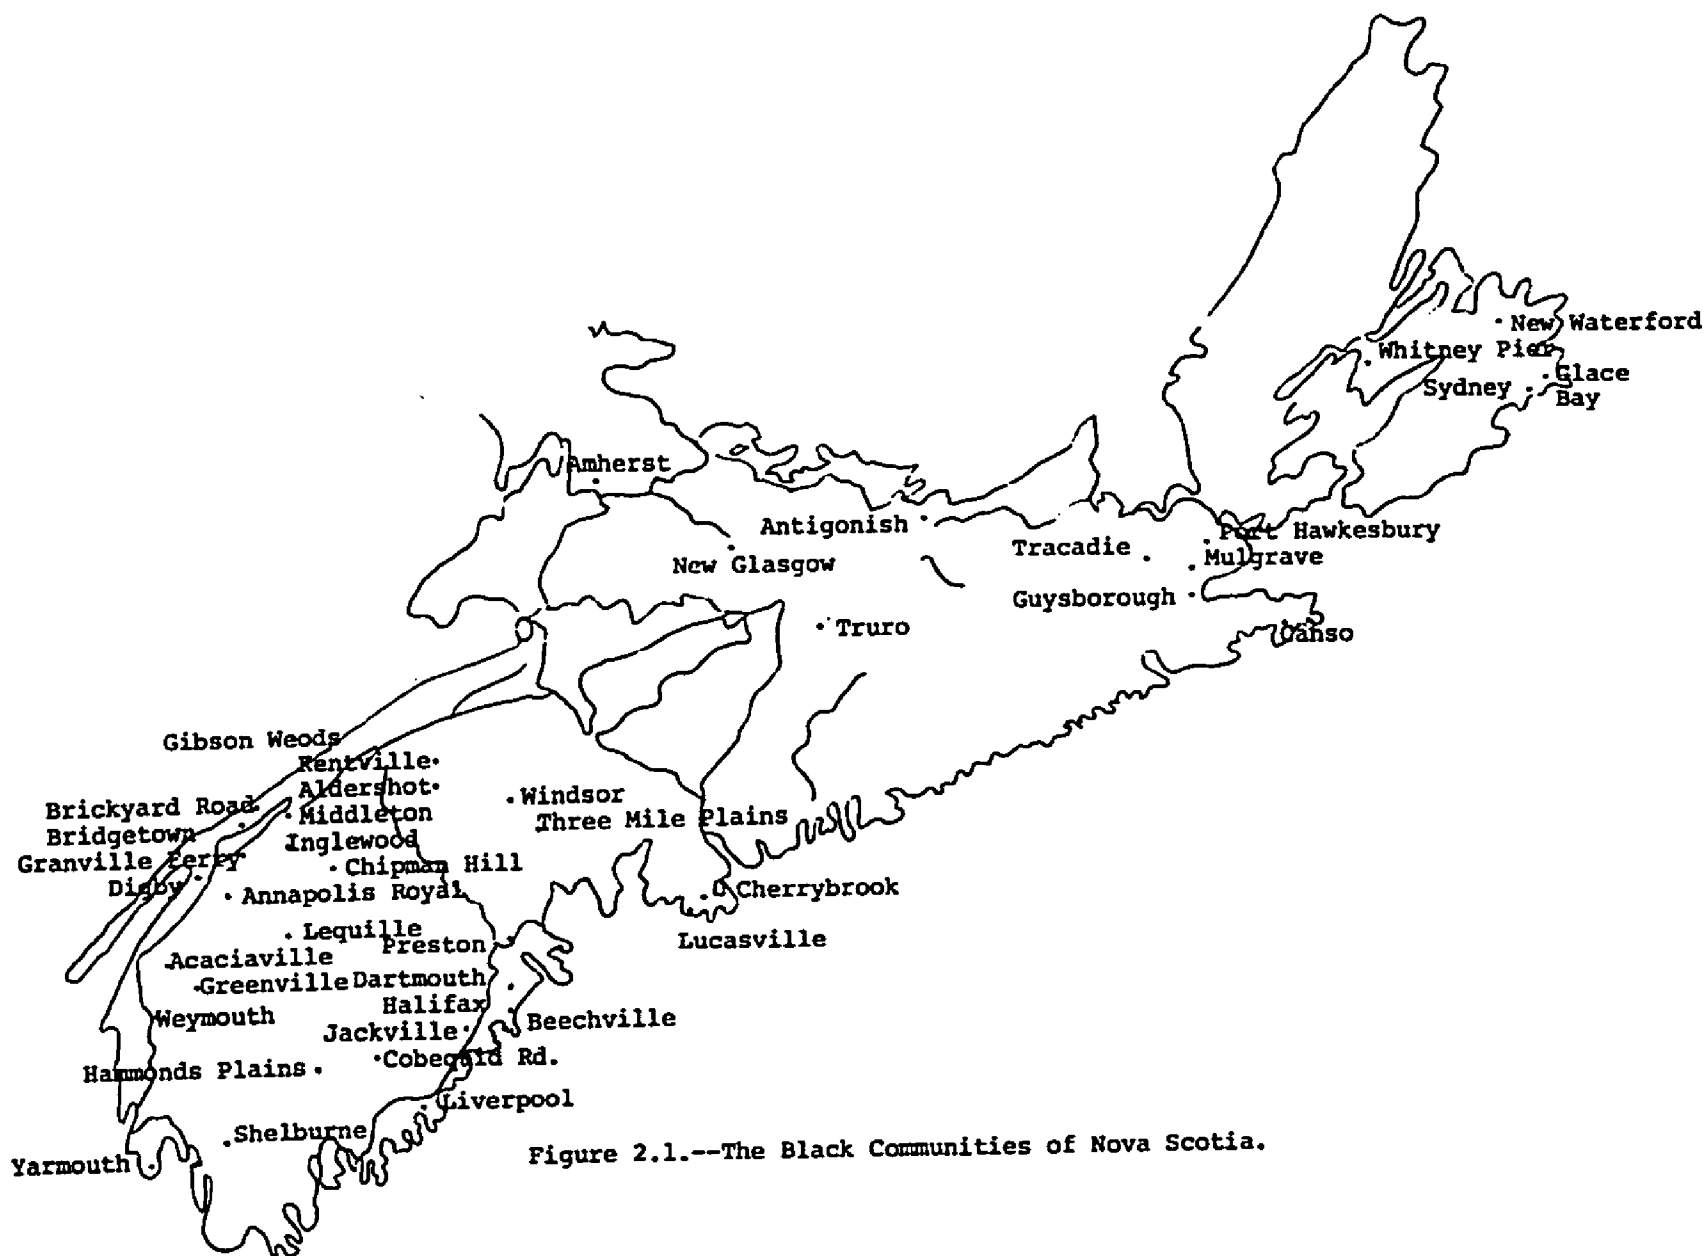 New Waterford
Whitney Pier
Glace
Bay
Sydney
Amherst
Antigonish
Port Hawkesbury
Tracadie
Mulgrave
New Glasgow
Guysborough
Truro
Canso
Gibson Woods
Kentville
Aldershot
Windsor
Brickyard Road
Middleton
Three Mile Plains
Bridgetown
Inglewood
Granville Ferry
Chipman Hill
Digby
Annapolis Royal
Cherrybrook
Lequille
Preston
Lucasville
Acaciaville
Greenville
Dartmouth
Halifax
Weymouth
Beechville
Jackville
Cobequid Rd.
Hammonds Plains
Liverpool
Shelburne
Yarmouth
Figure 2.1.--The Black Communities of Nova Scotia.